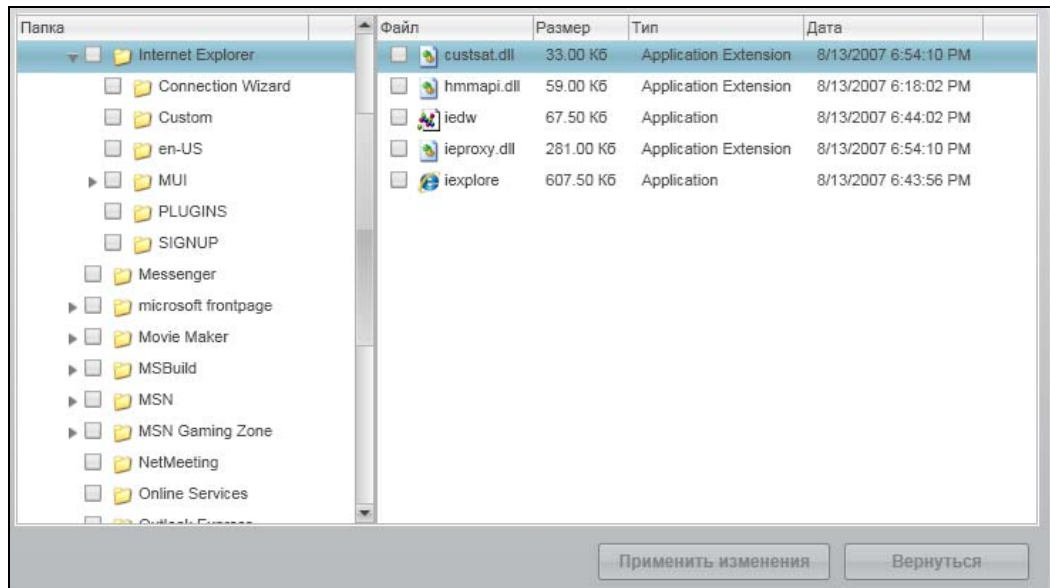 Папка
Internet Explorer
Connection Wizard
Custom
en-US
MUI
PLUGINS
SIGNUP
Messenger
microsoft frontpage
Movie Maker
MSBuild
MSN
MSN Gaming Zone
NetMeeting
Online Services
Outlook Express
Файл Размер Тип Дата
custsat.dll 33.00 Кб Application Extension 8/13/2007 6:54:10 PM
hmmapi.dll 59.00 Кб Application Extension 8/13/2007 6:18:02 PM
iedw 67.50 Кб Application 8/13/2007 6:44:02 PM
ieproxy.dll 281.00 Кб Application Extension 8/13/2007 6:54:10 PM
iexplore 607.50 Кб Application 8/13/2007 6:43:56 PM
Применить изменения Вернуться